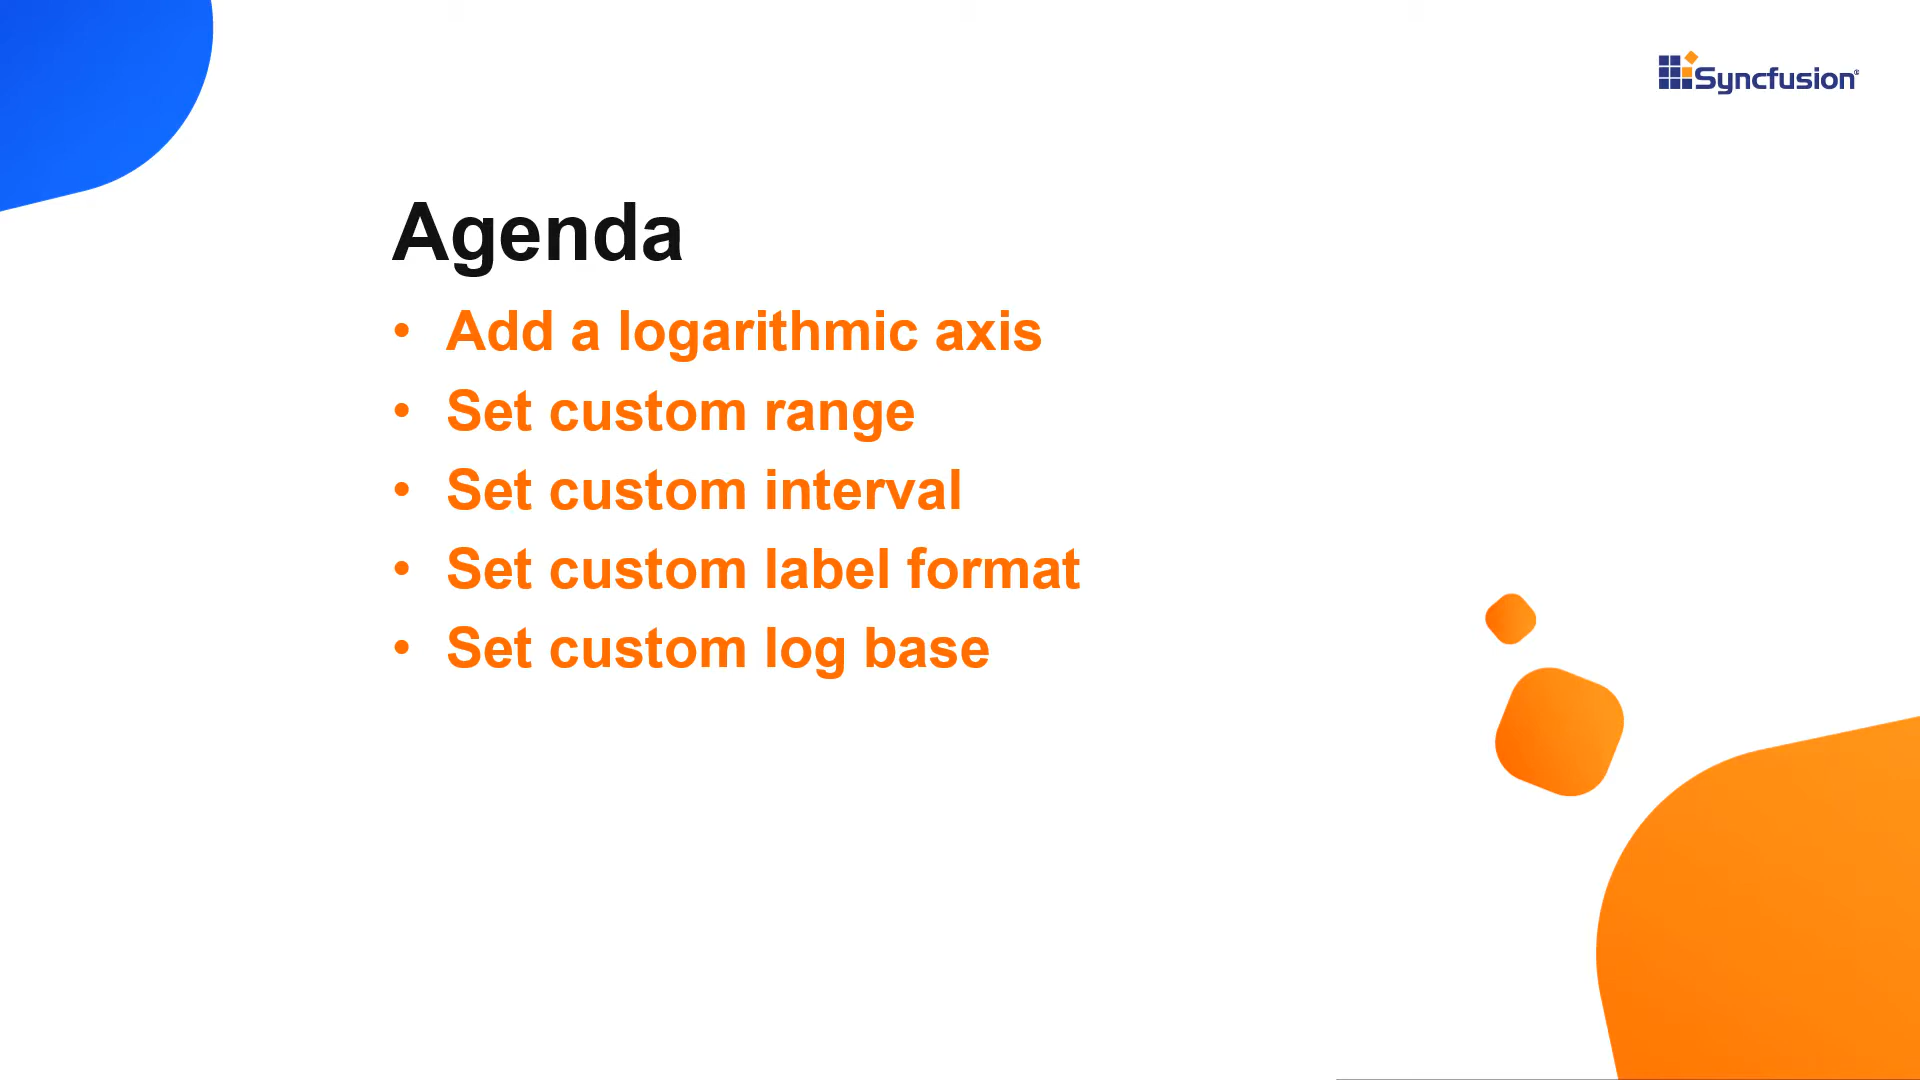 Syncfusion®
Agenda
• Add a logarithmic axis
• Set custom range
• Set custom interval
• Set custom label format
• Set custom log base